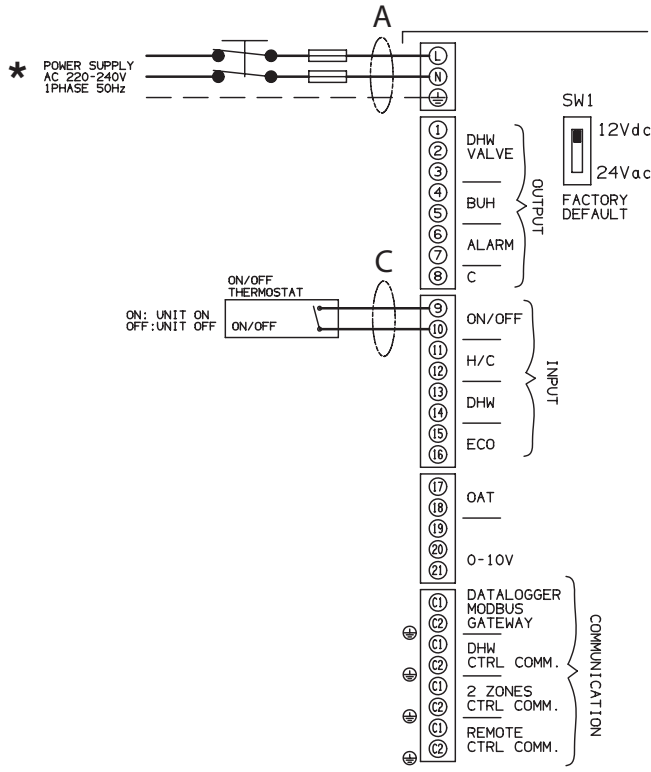 A
*
POWER SUPPLY
AC 220-240V
1PHASE 50Hz
L
N
SW1
12Vdc
24Vac
FACTORY
DEFAULT
1
2
3
DHW
VALVE
4
5
BUH
6
7
ALARM
8
C
OUTPUT
C
ON/OFF
THERMOSTAT
ON: UNIT ON
OFF:UNIT OFF
ON/OFF
9
10
ON/OFF
11
12
H/C
13
14
DHW
15
16
ECO
INPUT
17
18
OAT
19
20
21
0-10V
C1
C2
DATALOGGER
MODBUS
GATEWAY
C1
C2
DHW
CTRL COMM.
C1
C2
2 ZONES
CTRL COMM.
C1
C2
REMOTE
CTRL COMM.
COMMUNICATION